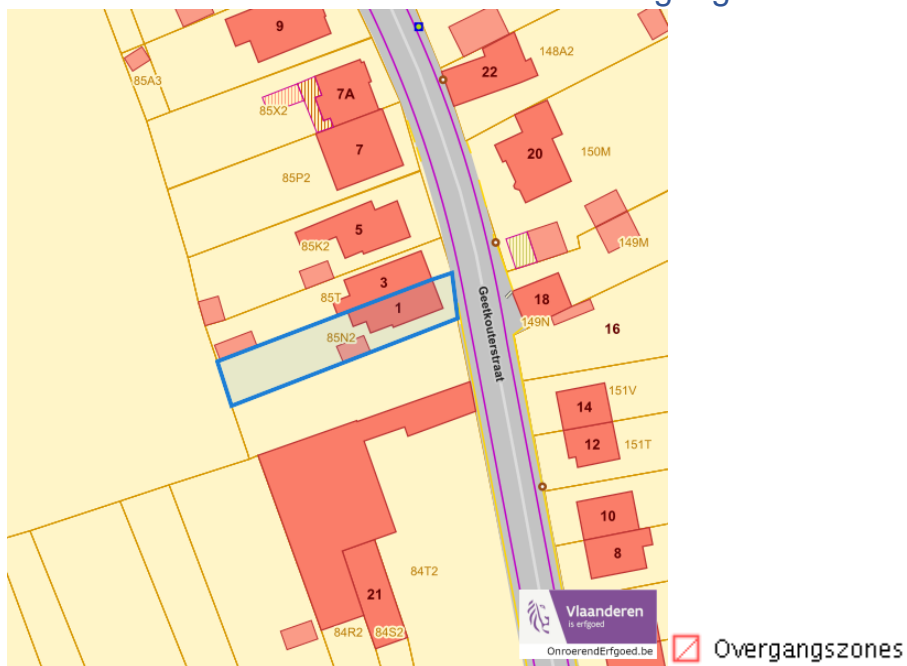 9
148A2
22
85A3
7A
85X2
7
20
150M
85P2
5
85K2
149M
3
85T
1
18
149N
Geetkouterstraat
16
85N2
151V
14
12
151T
10
8
84T2
21
84R2
84S2
Vlaanderen
is erfgoed
OnroerendErfgoed.be
Overgangszones